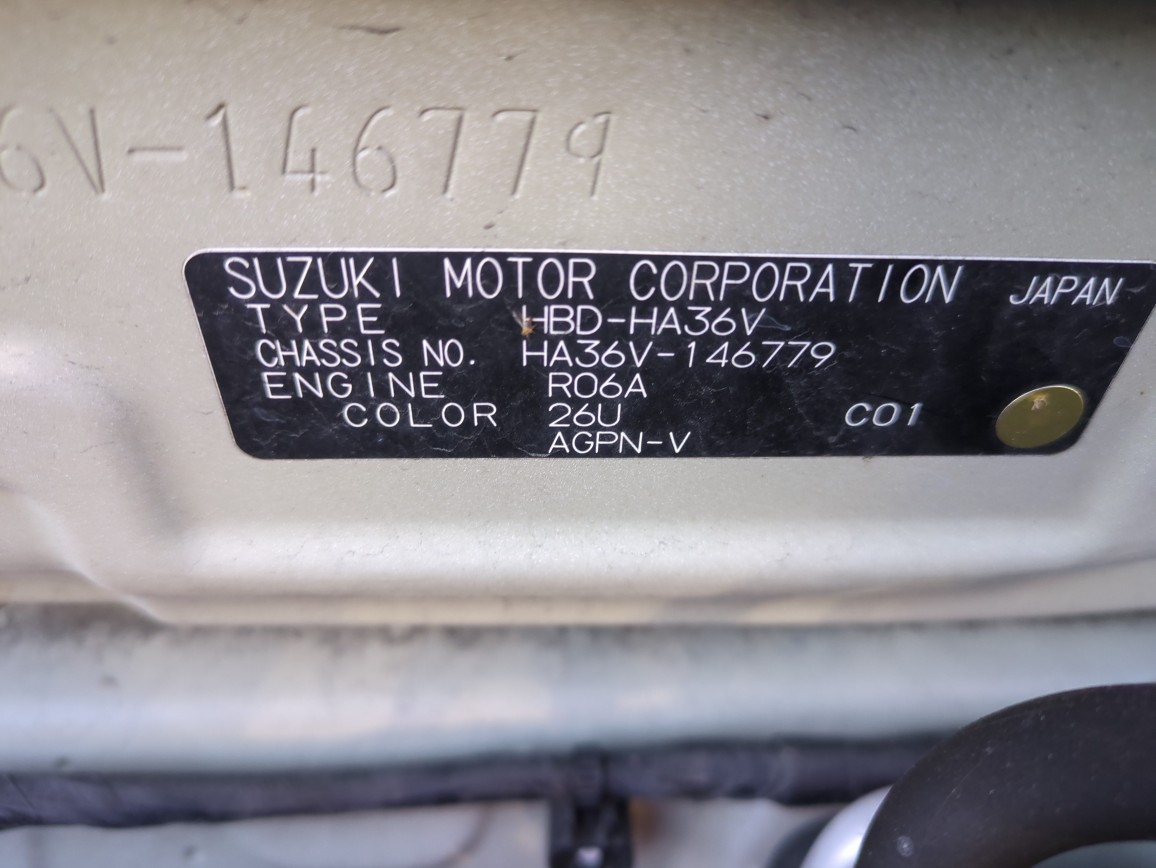 6V-146779
SUZUKI MOTOR CORPORATION JAPAN
TYPE HBD-HA36V
CHASSIS NO. HA36V-146779
ENGINE R06A
COLOR 26U C01
AGPN-V